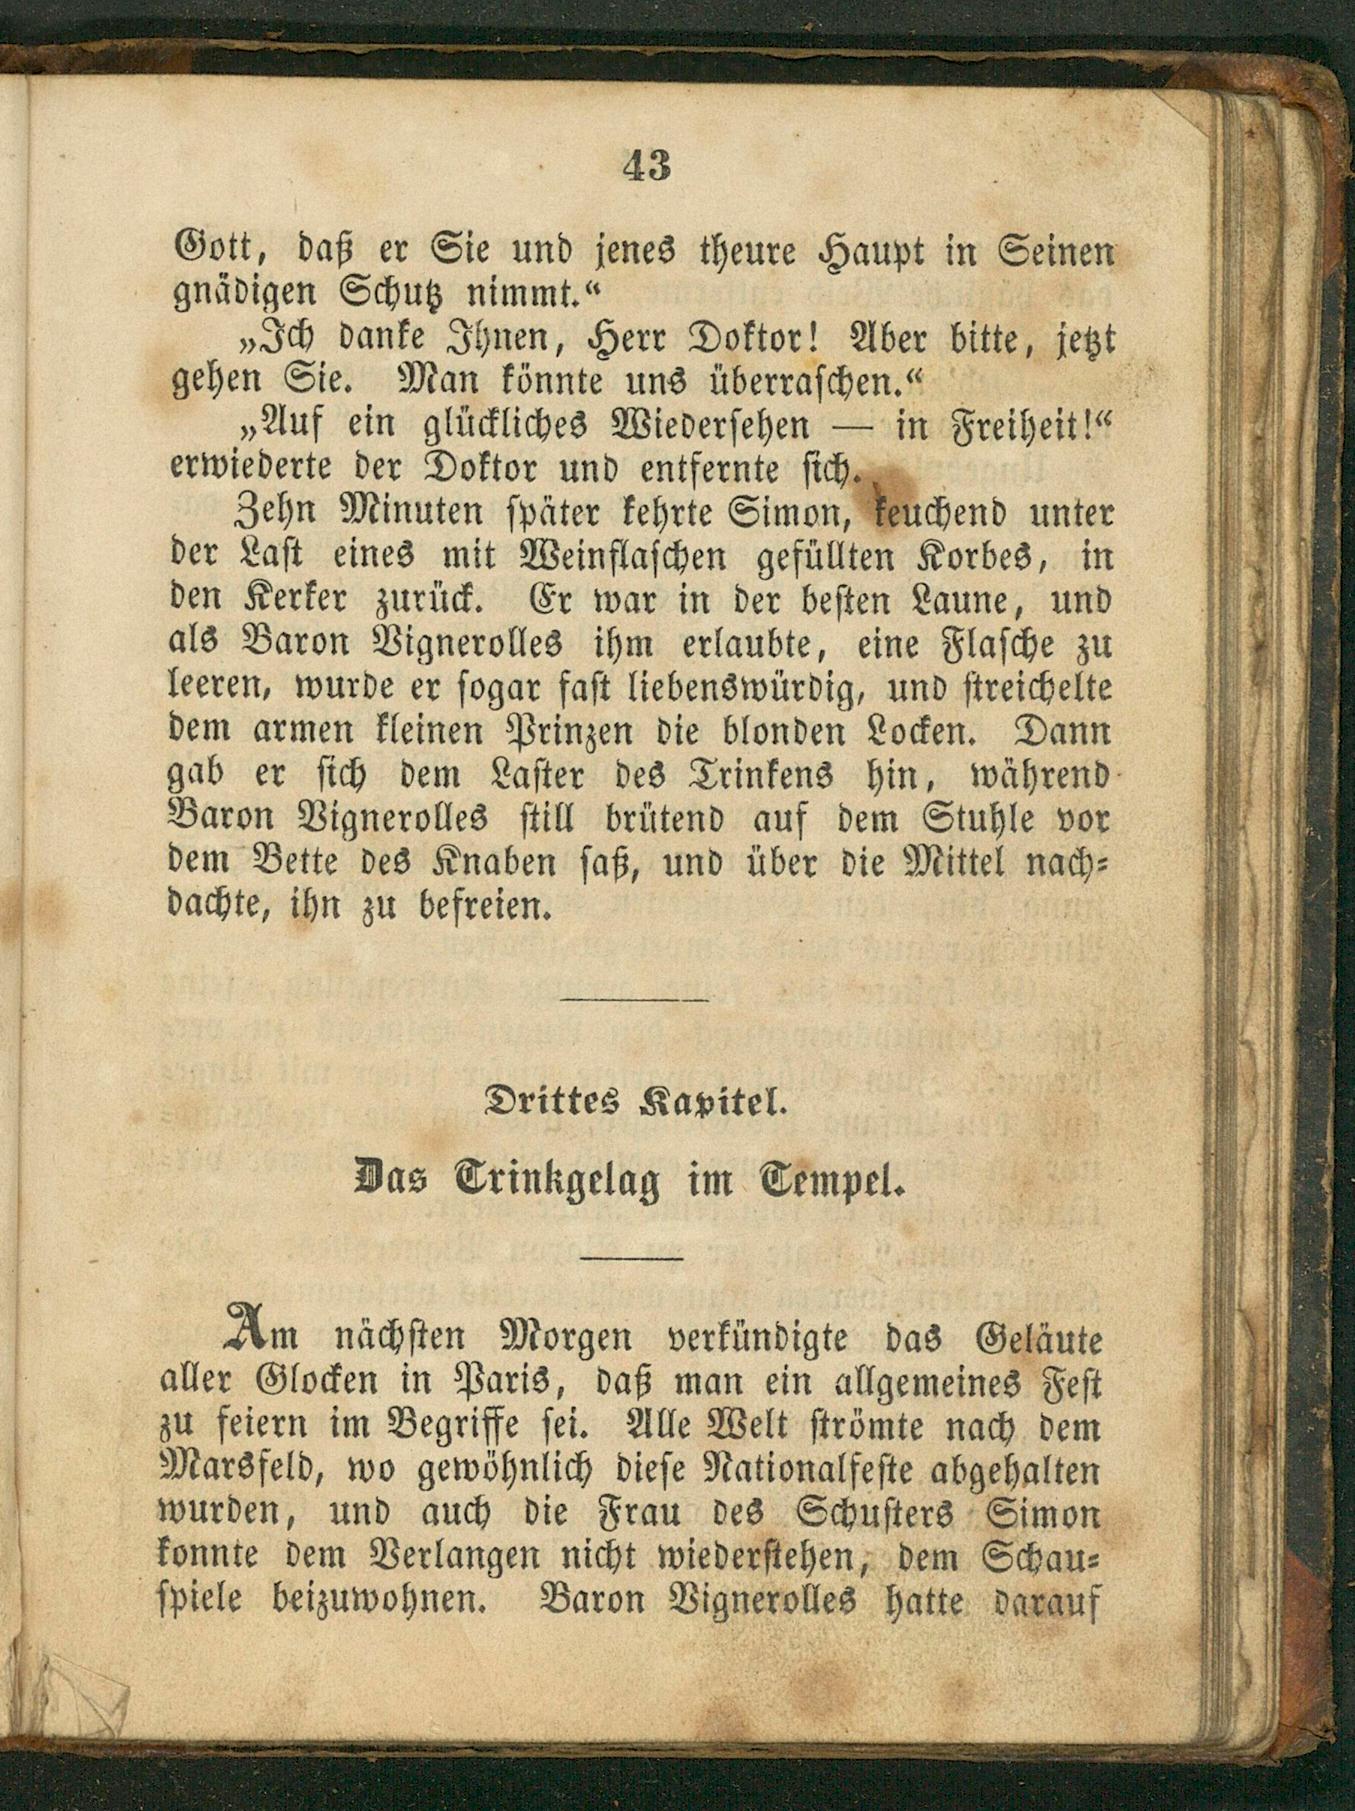 43
Gott, daß er Sie und jenes theure Haupt in Seinen
gnädigen Schutz nimmt.“
„Ich danke Ihnen, Herr Doktor! Aber bitte, jetzt
gehen Sie. Man könnte uns überraschen.“
„Auf ein glückliches Wiedersehen — in Freiheit!“
erwiederte der Doktor und entfernte sich.
Zehn Minuten später kehrte Simon, keuchend unter
der Last eines mit Weinflaschen gefüllten Korbes, in
den Kerker zurück. Er war in der besten Laune, und
als Baron Vignerolles ihm erlaubte, eine Flasche zu
leeren, wurde er sogar fast liebenswürdig, und streichelte
dem armen kleinen Prinzen die blonden Locken. Dann
gab er sich dem Laster des Trinkens hin, während
Baron Vignerolles still brütend auf dem Stuhle vor
dem Bette des Knaben saß, und über die Mittel nach-
dachte, ihn zu befreien.
Drittes Kapitel.
Das Trinkgelag im Tempel.
Am nächsten Morgen verkündigte das Geläute
aller Glocken in Paris, daß man ein allgemeines Fest
zu feiern im Begriffe sei. Alle Welt strömte nach dem
Marsfeld, wo gewöhnlich diese Nationalfeste abgehalten
wurden, und auch die Frau des Schusters Simon
konnte dem Verlangen nicht wiederstehen, dem Schau-
spiele beizuwohnen. Baron Vignerolles hatte darauf